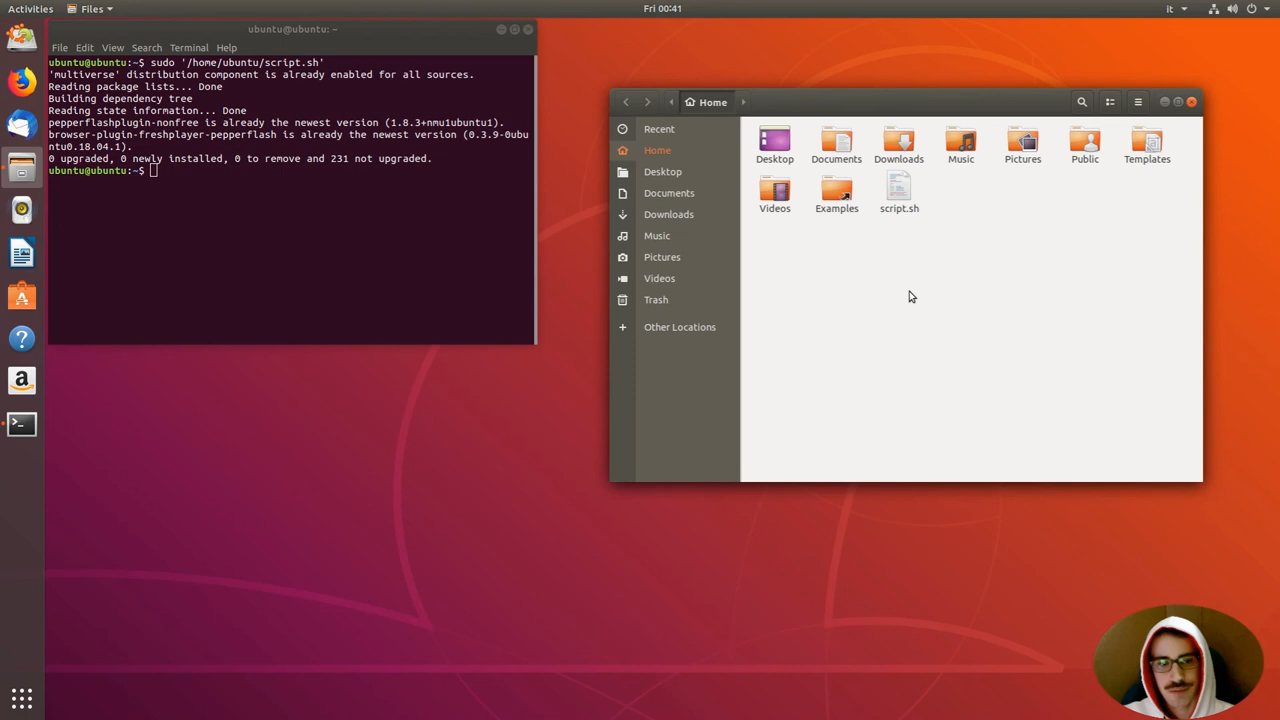 Activities Files Fri 00:41 it
ubuntu@ubuntu: ~
File Edit View Search Terminal Help
ubuntu@ubuntu:~$ sudo '/home/ubuntu/script.sh'
'multiverse' distribution component is already enabled for all sources.
Reading package lists... Done
Building dependency tree
Reading state information... Done
pepperflashplugin-nonfree is already the newest version (1.8.3+nmu1ubuntu1).
browser-plugin-freshplayer-pepperflash is already the newest version (0.3.9-0ubu
ntu0.18.04.1).
0 upgraded, 0 newly installed, 0 to remove and 231 not upgraded.
ubuntu@ubuntu:~$
Home
Recent
Home
Desktop
Documents
Downloads
Music
Pictures
Videos
Trash
Other Locations
Desktop Documents Downloads Music Pictures Public Templates
Videos Examples script.sh